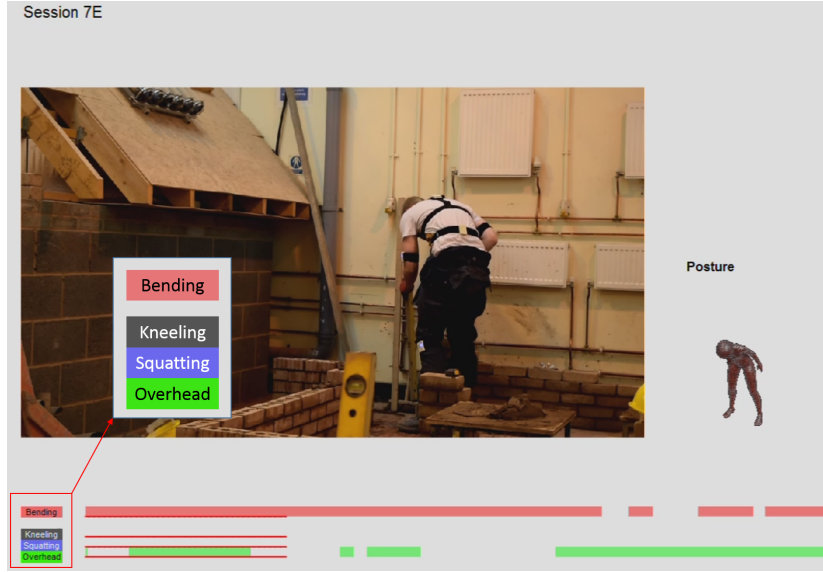 Session 7E
Bending
Kneeling
Squatting
Overhead
Posture
Bending
Kneeling
Squatting
Overhead